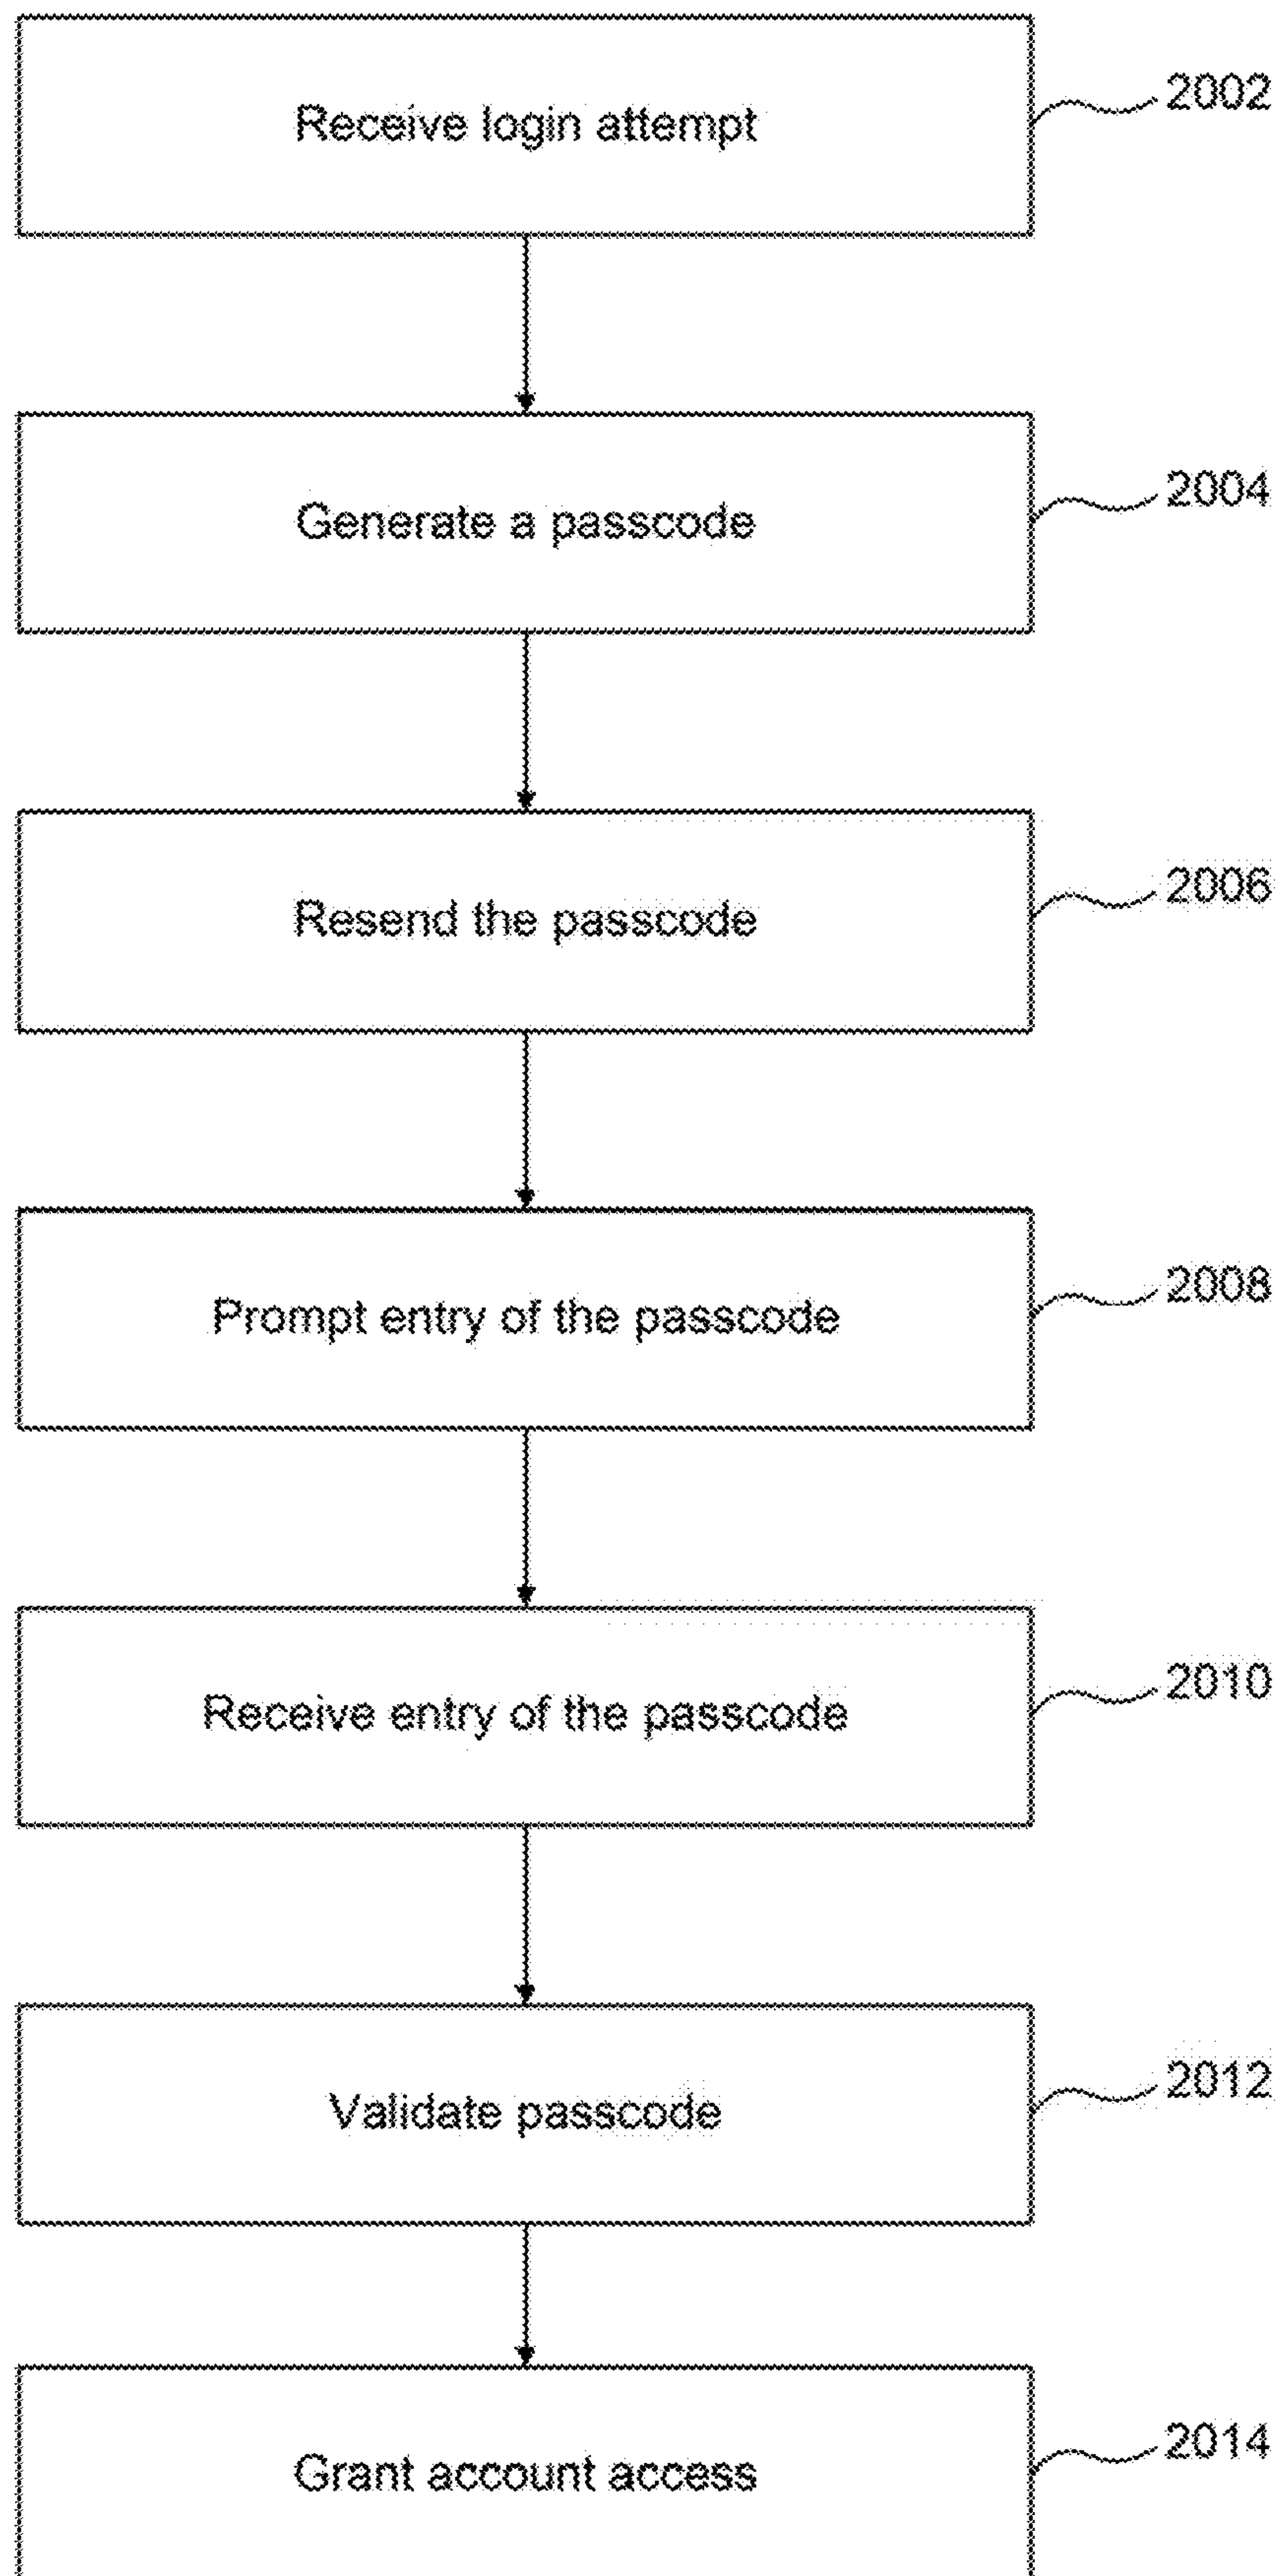 Receive login attempt
2002
Generate a passcode
2004
Resend the passcode
2006
Prompt entry of the passcode
2008
Receive entry of the passcode
2010
Validate passcode
2012
Grant account access
2014